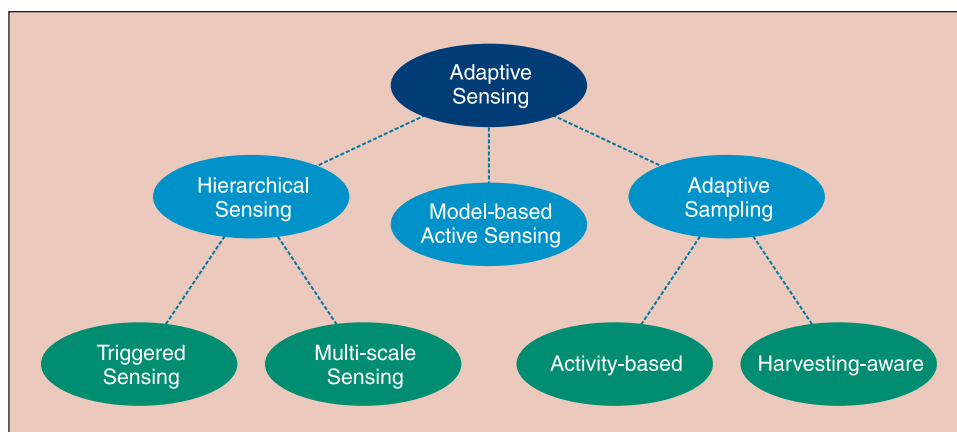 Adaptive
Sensing
Hierarchical
Sensing
Model-based
Active Sensing
Adaptive
Sampling
Triggered
Sensing
Multi-scale
Sensing
Activity-based
Harvesting-aware